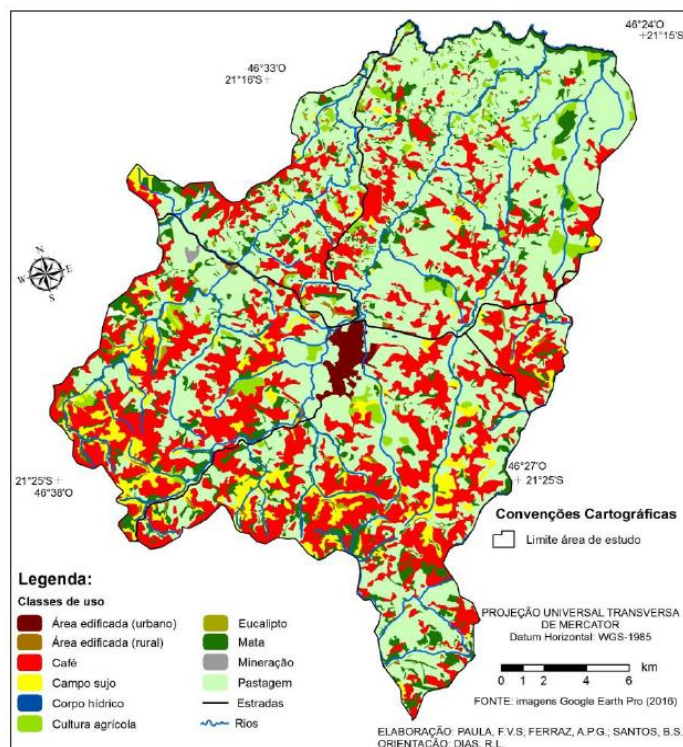 46°24'O
21°15'S
46°33'O
21°16'S
N
W E
S
21°25'S
46°38'O
46°27'O
21°25'S
Convenções Cartográficas
Limite área de estudo
Legenda:
Classes de uso
Área edificada (urbano)
Área edificada (rural)
Café
Campo sujo
Corpo hídrico
Cultura agrícola
Eucalipto
Mata
Mineração
Pastagem
Estradas
Rios
PROJEÇÃO UNIVERSAL TRANSVERSA
DE MERCATOR
Datum Horizontal: WGS-1985
0 1 2 4 6 km
FONTE: imagens Google Earth Pro (2016)
ELABORAÇÃO: PAULA, F.V.S; FERRAZ, A.P.G.; SANTOS, B.S.
ORIENTAÇÃO: DIAS, R.L.